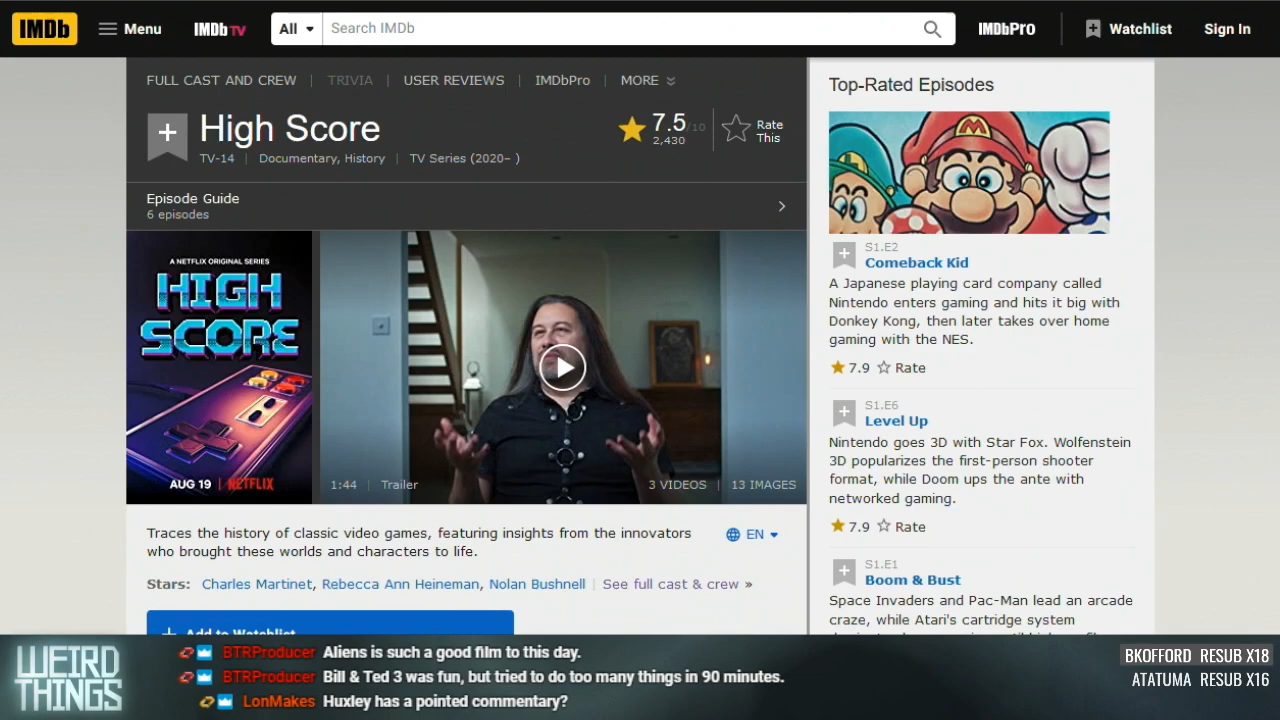 IMDb
Menu
IMDb TV
All
Search IMDb
IMDbPro
Watchlist
Sign In
FULL CAST AND CREW | TRIVIA | USER REVIEWS | IMDbPro | MORE
High Score
7.5/10
2,430
Rate
This
TV-14 | Documentary, History | TV Series (2020– )
Episode Guide
6 episodes
A NETFLIX ORIGINAL SERIES
HIGH
SCORE
AUG 19 | NETFLIX
1:44 | Trailer
3 VIDEOS | 13 IMAGES
Traces the history of classic video games, featuring insights from the innovators
who brought these worlds and characters to life.
EN
Stars: Charles Martinet, Rebecca Ann Heineman, Nolan Bushnell | See full cast & crew »
Add to Watchlist
Top-Rated Episodes
M
S1.E2
Comeback Kid
A Japanese playing card company called
Nintendo enters gaming and hits it big with
Donkey Kong, then later takes over home
gaming with the NES.
7.9 Rate
S1.E6
Level Up
Nintendo goes 3D with Star Fox. Wolfenstein
3D popularizes the first-person shooter
format, while Doom ups the ante with
networked gaming.
7.9 Rate
S1.E1
Boom & Bust
Space Invaders and Pac-Man lead an arcade
craze, while Atari's cartridge system
WEIRD
THINGS
BTRProducer Aliens is such a good film to this day.
BTRProducer Bill & Ted 3 was fun, but tried to do too many things in 90 minutes.
LonMakes Huxley has a pointed commentary?
BKOFFORD RESUB X18
ATATUMA RESUB X16